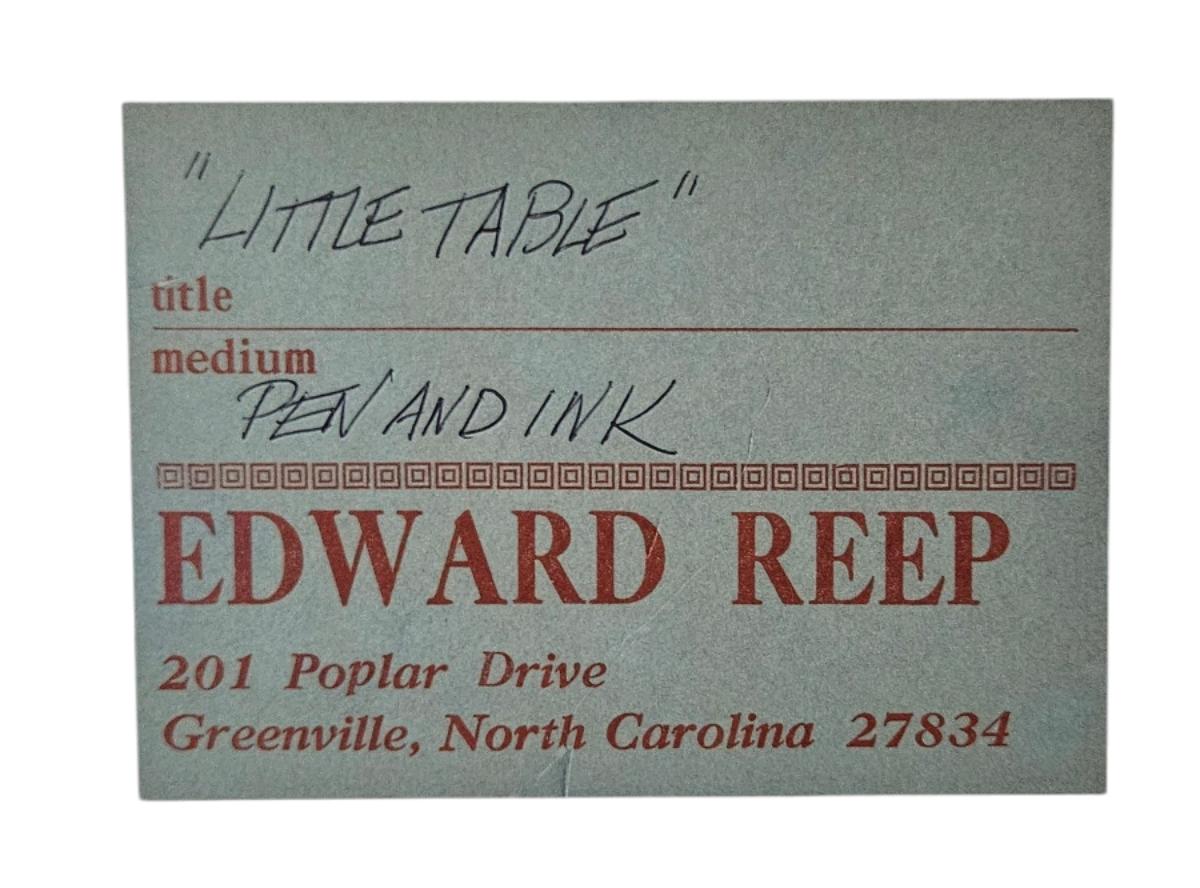 "LITTLE TABLE"
title
medium
PEN AND INK
EDWARD REEP
201 Poplar Drive
Greenville, North Carolina 27834